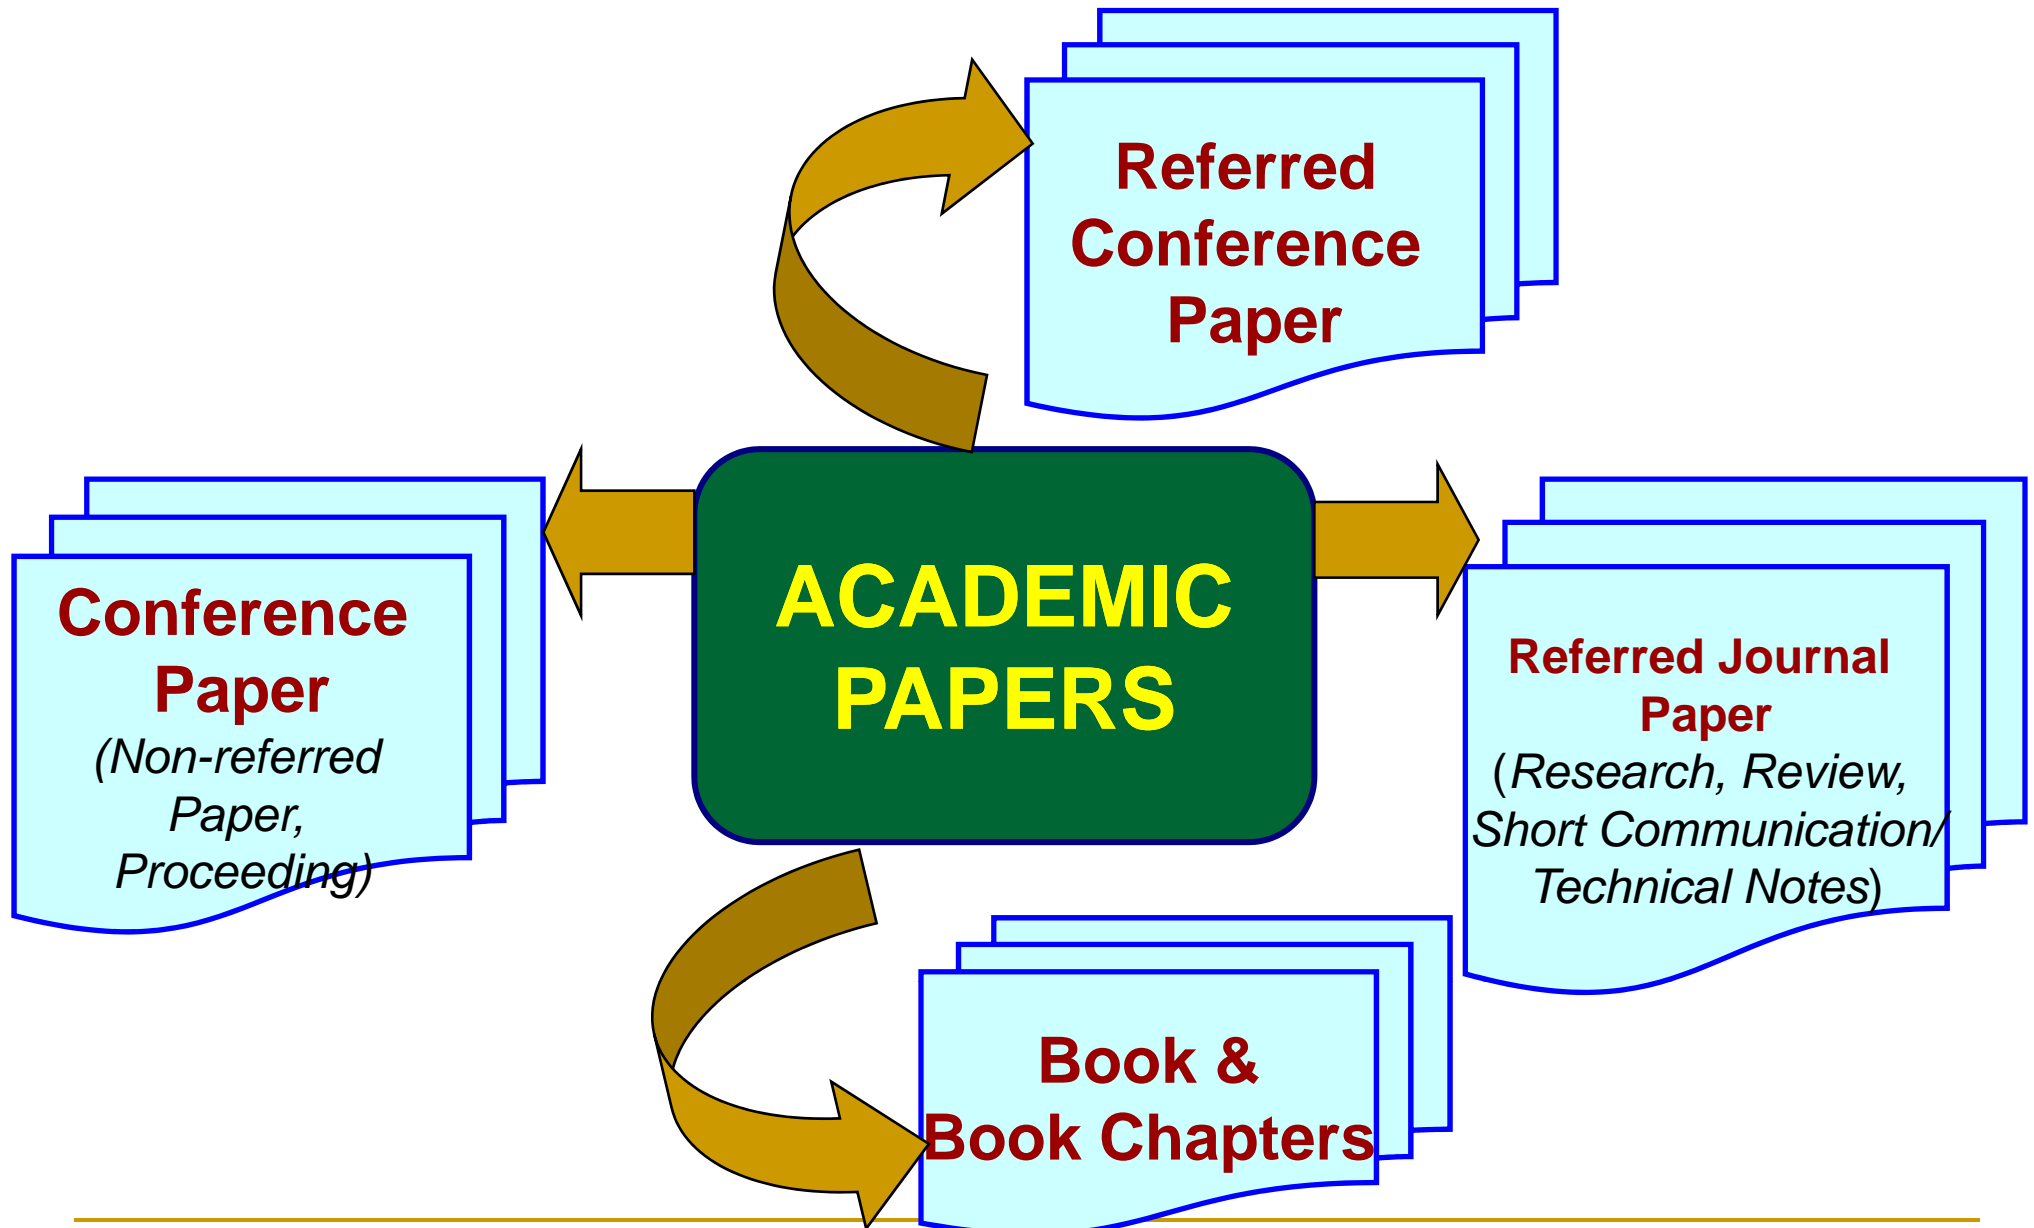 Referred
Conference
Paper
Conference
Paper
(Non-referred
Paper,
Proceeding)
ACADEMIC
PAPERS
Referred Journal
Paper
(Research, Review,
Short Communication/
Technical Notes)
Book &
Book Chapters